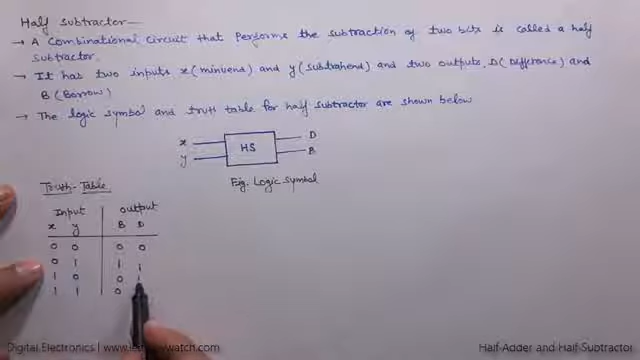 Half subtractor —
→ A combinational circuit that performs the subtraction of two bits is called a half
subtractor.
→ It has two inputs x (minuend) and y (subtrahend) and two outputs D (Difference) and
B (Borrow)
→ The logic symbol and truth table for half subtractor are shown below
x HS D
y B
Fig. Logic symbol
Truth-Table
Input output
x y B D
0 0 0 0
0 1 1 1
1 0 0
1 1 0
Digital Electronics | www.
watch.com Half-Adder and Half-Subtractor